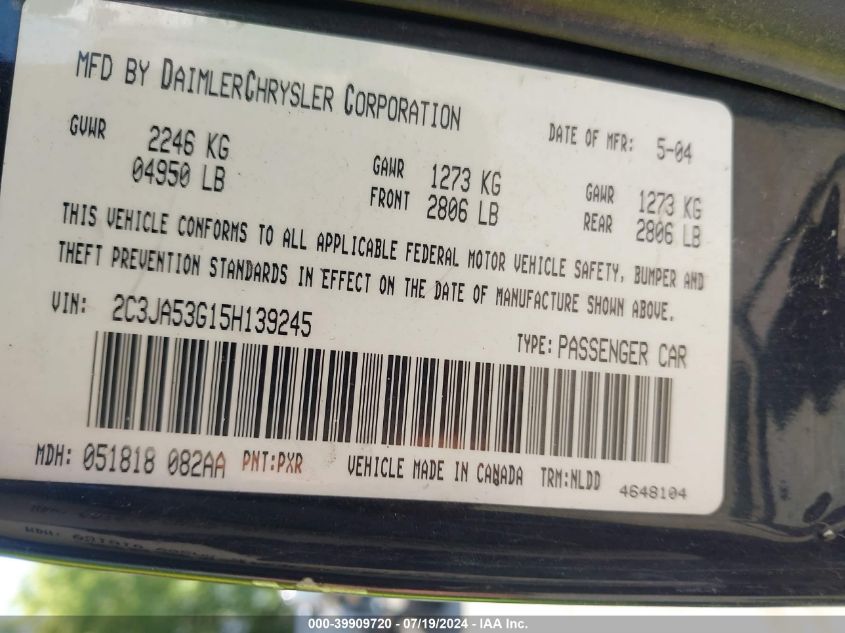 MFD BY DAIMLERCHRYSLER CORPORATION
DATE OF MFR: 5-04
GVWR 2246 KG
04950 LB
GAWR FRONT 1273 KG
2806 LB
GAWR REAR 1273 KG
2806 LB
THIS VEHICLE CONFORMS TO ALL APPLICABLE FEDERAL MOTOR VEHICLE SAFETY, BUMPER AND
THEFT PREVENTION STANDARDS IN EFFECT ON THE DATE OF MANUFACTURE SHOWN ABOVE.
VIN: 2C3JA53G15H139245
TYPE: PASSENGER CAR
MDH: 051818 082AA PNT:PXR VEHICLE MADE IN CANADA TRM:NLDD
4648104
000-39909720 - 07/19/2024 - IAA, Inc.